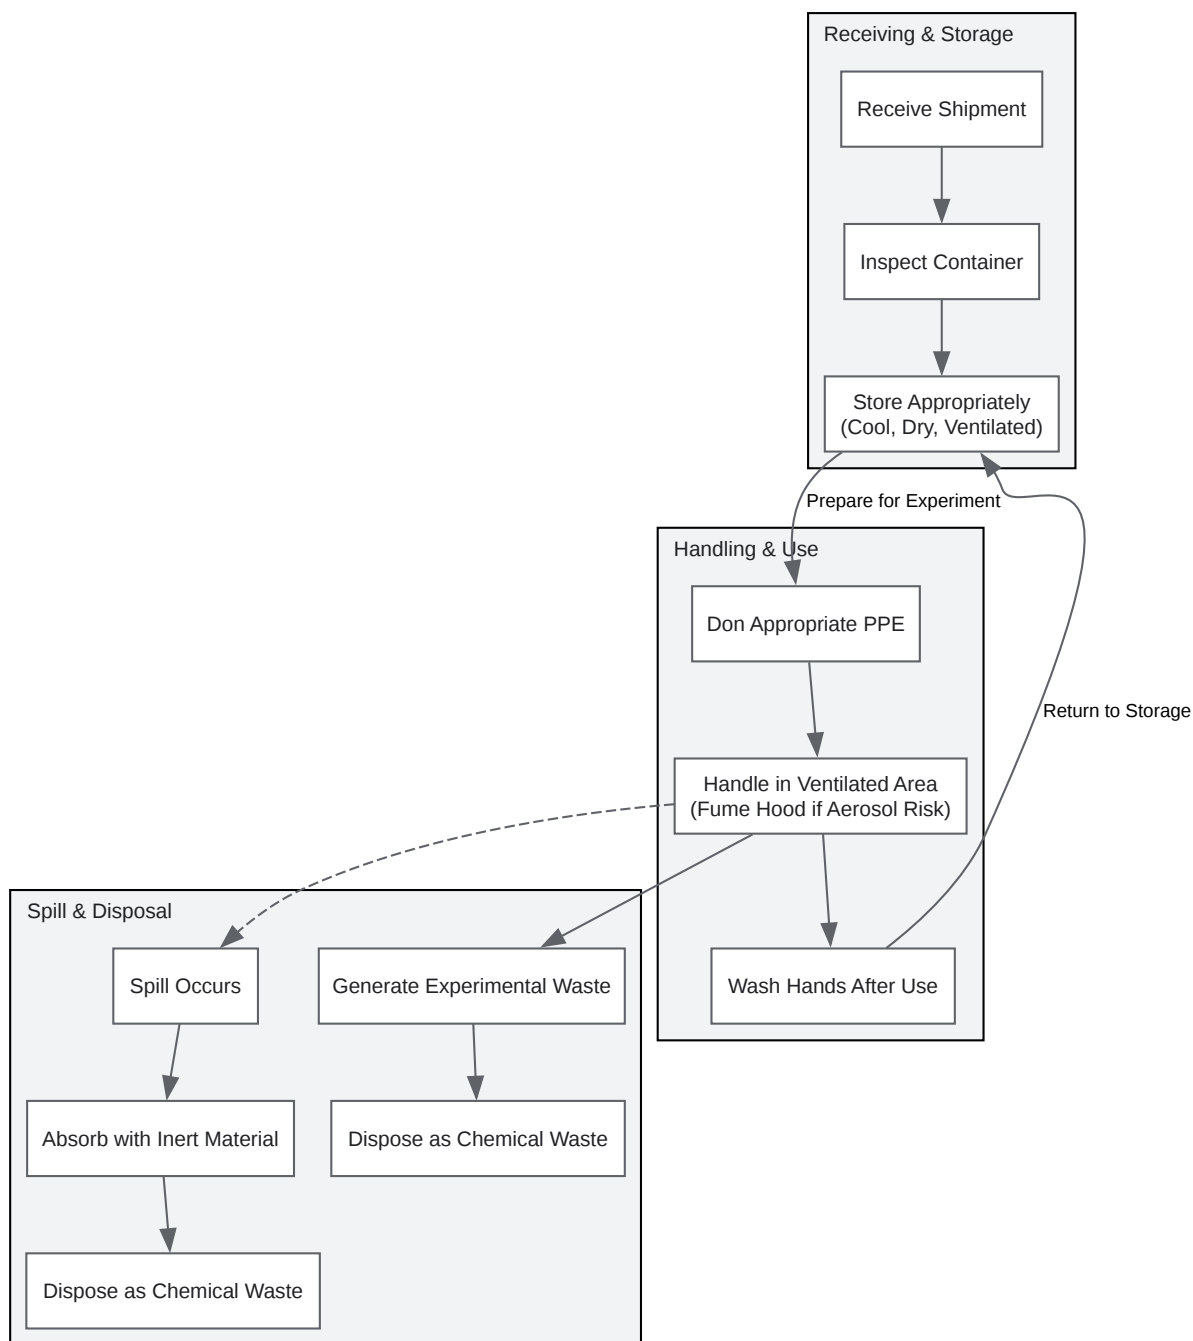 Receiving & Storage
Receive Shipment
Inspect Container
Store Appropriately
(Cool, Dry, Ventilated)
Prepare for Experiment
Handling & Use
Don Appropriate PPE
Return to Storage
Handle in Ventilated Area
(Fume Hood if Aerosol Risk)
Spill & Disposal
Spill Occurs
Generate Experimental Waste
Wash Hands After Use
Absorb with Inert Material
Dispose as Chemical Waste
Dispose as Chemical Waste